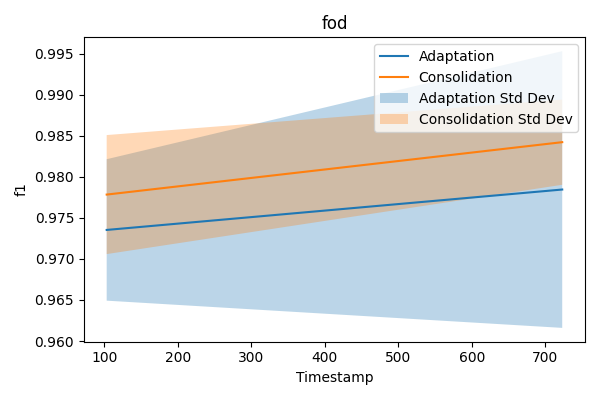 fod
0.995
0.990
0.985
0.980
0.975
0.970
0.965
0.960
f1
Adaptation
Consolidation
Adaptation Std Dev
Consolidation Std Dev
100 200 300 400 500 600 700
Timestamp